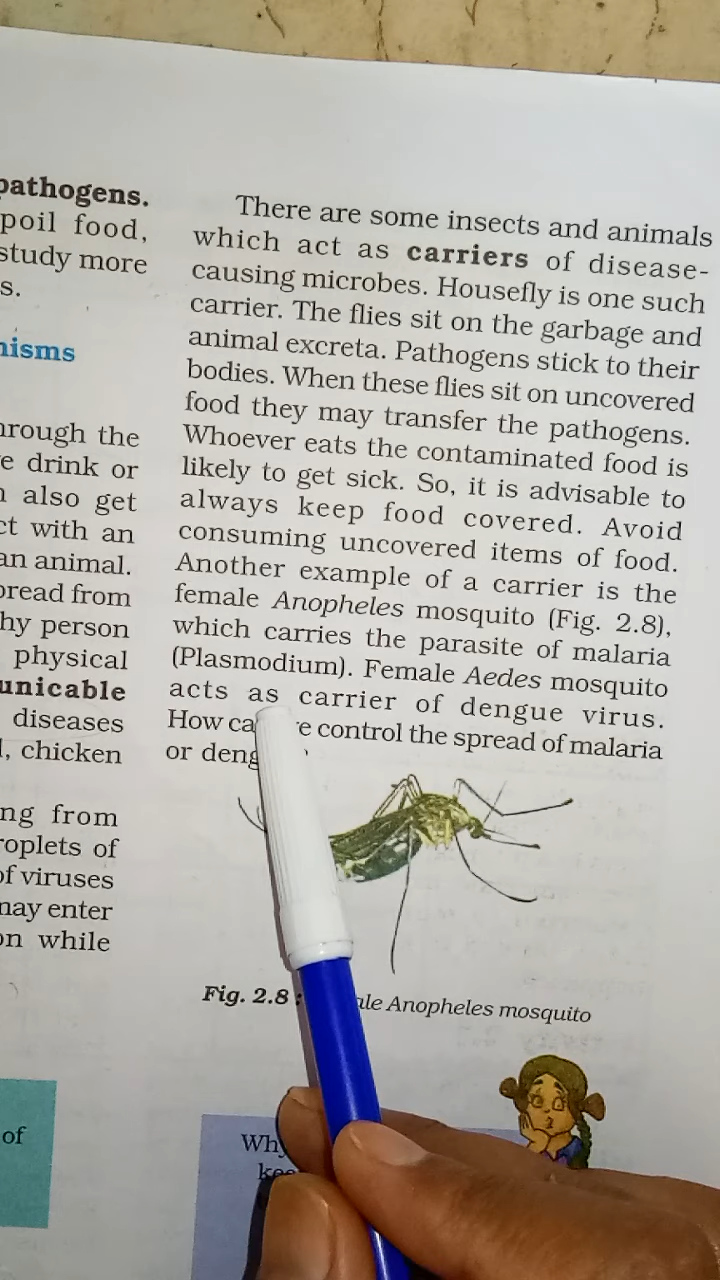 pathogens.
poil food,
study more
s.
nisms
hrough the
e drink or
n also get
ct with an
an animal.
pread from
hy person
physical
unicable
diseases
l, chicken
ng from
roplets of
of viruses
may enter
on while
of
There are some insects and animals
which act as carriers of disease-
causing microbes. Housefly is one such
carrier. The flies sit on the garbage and
animal excreta. Pathogens stick to their
bodies. When these flies sit on uncovered
food they may transfer the pathogens.
Whoever eats the contaminated food is
likely to get sick. So, it is advisable to
always keep food covered. Avoid
consuming uncovered items of food.
Another example of a carrier is the
female Anopheles mosquito (Fig. 2.8),
which carries the parasite of malaria
(Plasmodium). Female Aedes mosquito
acts as carrier of dengue virus.
How ca e control the spread of malaria
or deng
Fig. 2.8 : ale Anopheles mosquito
Why